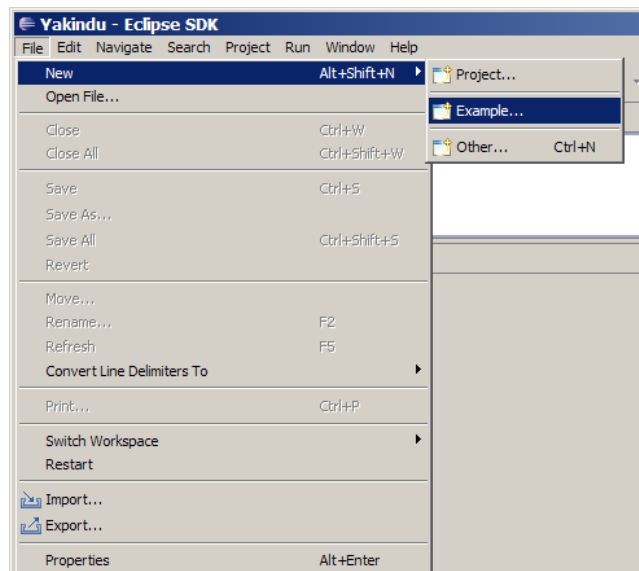 Yakindu - Eclipse SDK
File Edit Navigate Search Project Run Window Help
New Alt+Shift+N
Project...
Open File...
Example...
Close Ctrl+W
Close All Ctrl+Shift+W
Other... Ctrl+N
Save Ctrl+S
Save As...
Save All Ctrl+Shift+S
Revert
Move...
Rename... F2
Refresh F5
Convert Line Delimiters To
Print... Ctrl+P
Switch Workspace
Restart
Import...
Export...
Properties Alt+Enter